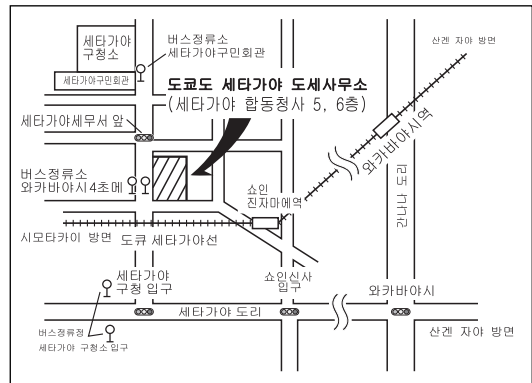 세타가야
구청소
버스정류소
세타가야구민회관
산겐 자야 방면
세타가야구민회관
도쿄도 세타가야 도세사무소
(세타가야 합동청사 5, 6층)
세타가야세무서 앞
와카바야시역
버스정류소
와카바야시4초메
쇼인
진자마에역
칸나나 대리
시모타카이 방면
도큐 세타가야선
세타가야
구청 입구
쇼인신사
입구
와카바야시
세타가야 도리
버스정류정
세타가야 구청소 입구
산겐 자야 방면